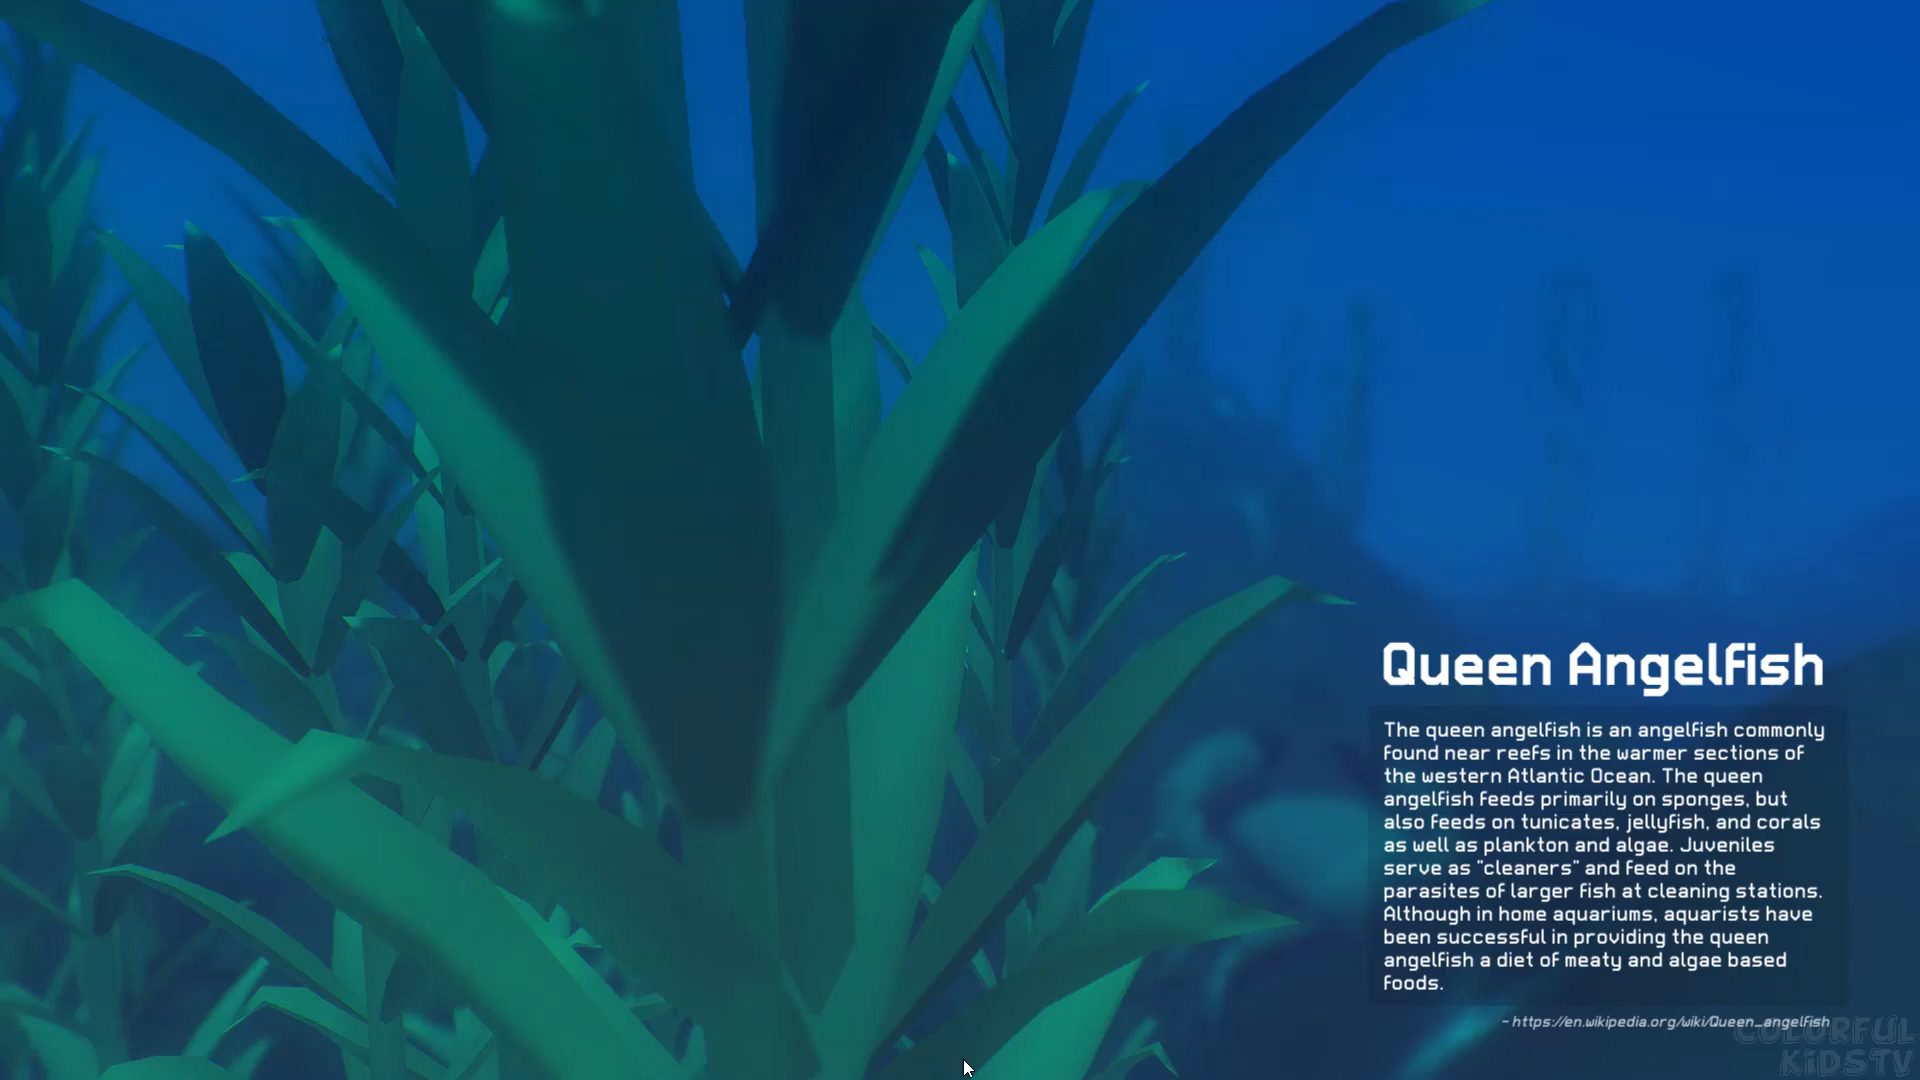 Queen Angelfish
The queen angelfish is an angelfish commonly
found near reefs in the warmer sections of
the western Atlantic Ocean. The queen
angelfish feeds primarily on sponges, but
also feeds on tunicates, jellyfish, and corals
as well as plankton and algae. Juveniles
serve as "cleaners" and feed on the
parasites of larger fish at cleaning stations.
Although in home aquariums, aquarists have
been successful in providing the queen
angelfish a diet of meaty and algae based
foods.
- https://en.wikipedia.org/wiki/Queen_angelfish
COLORFUL
KiDSTV